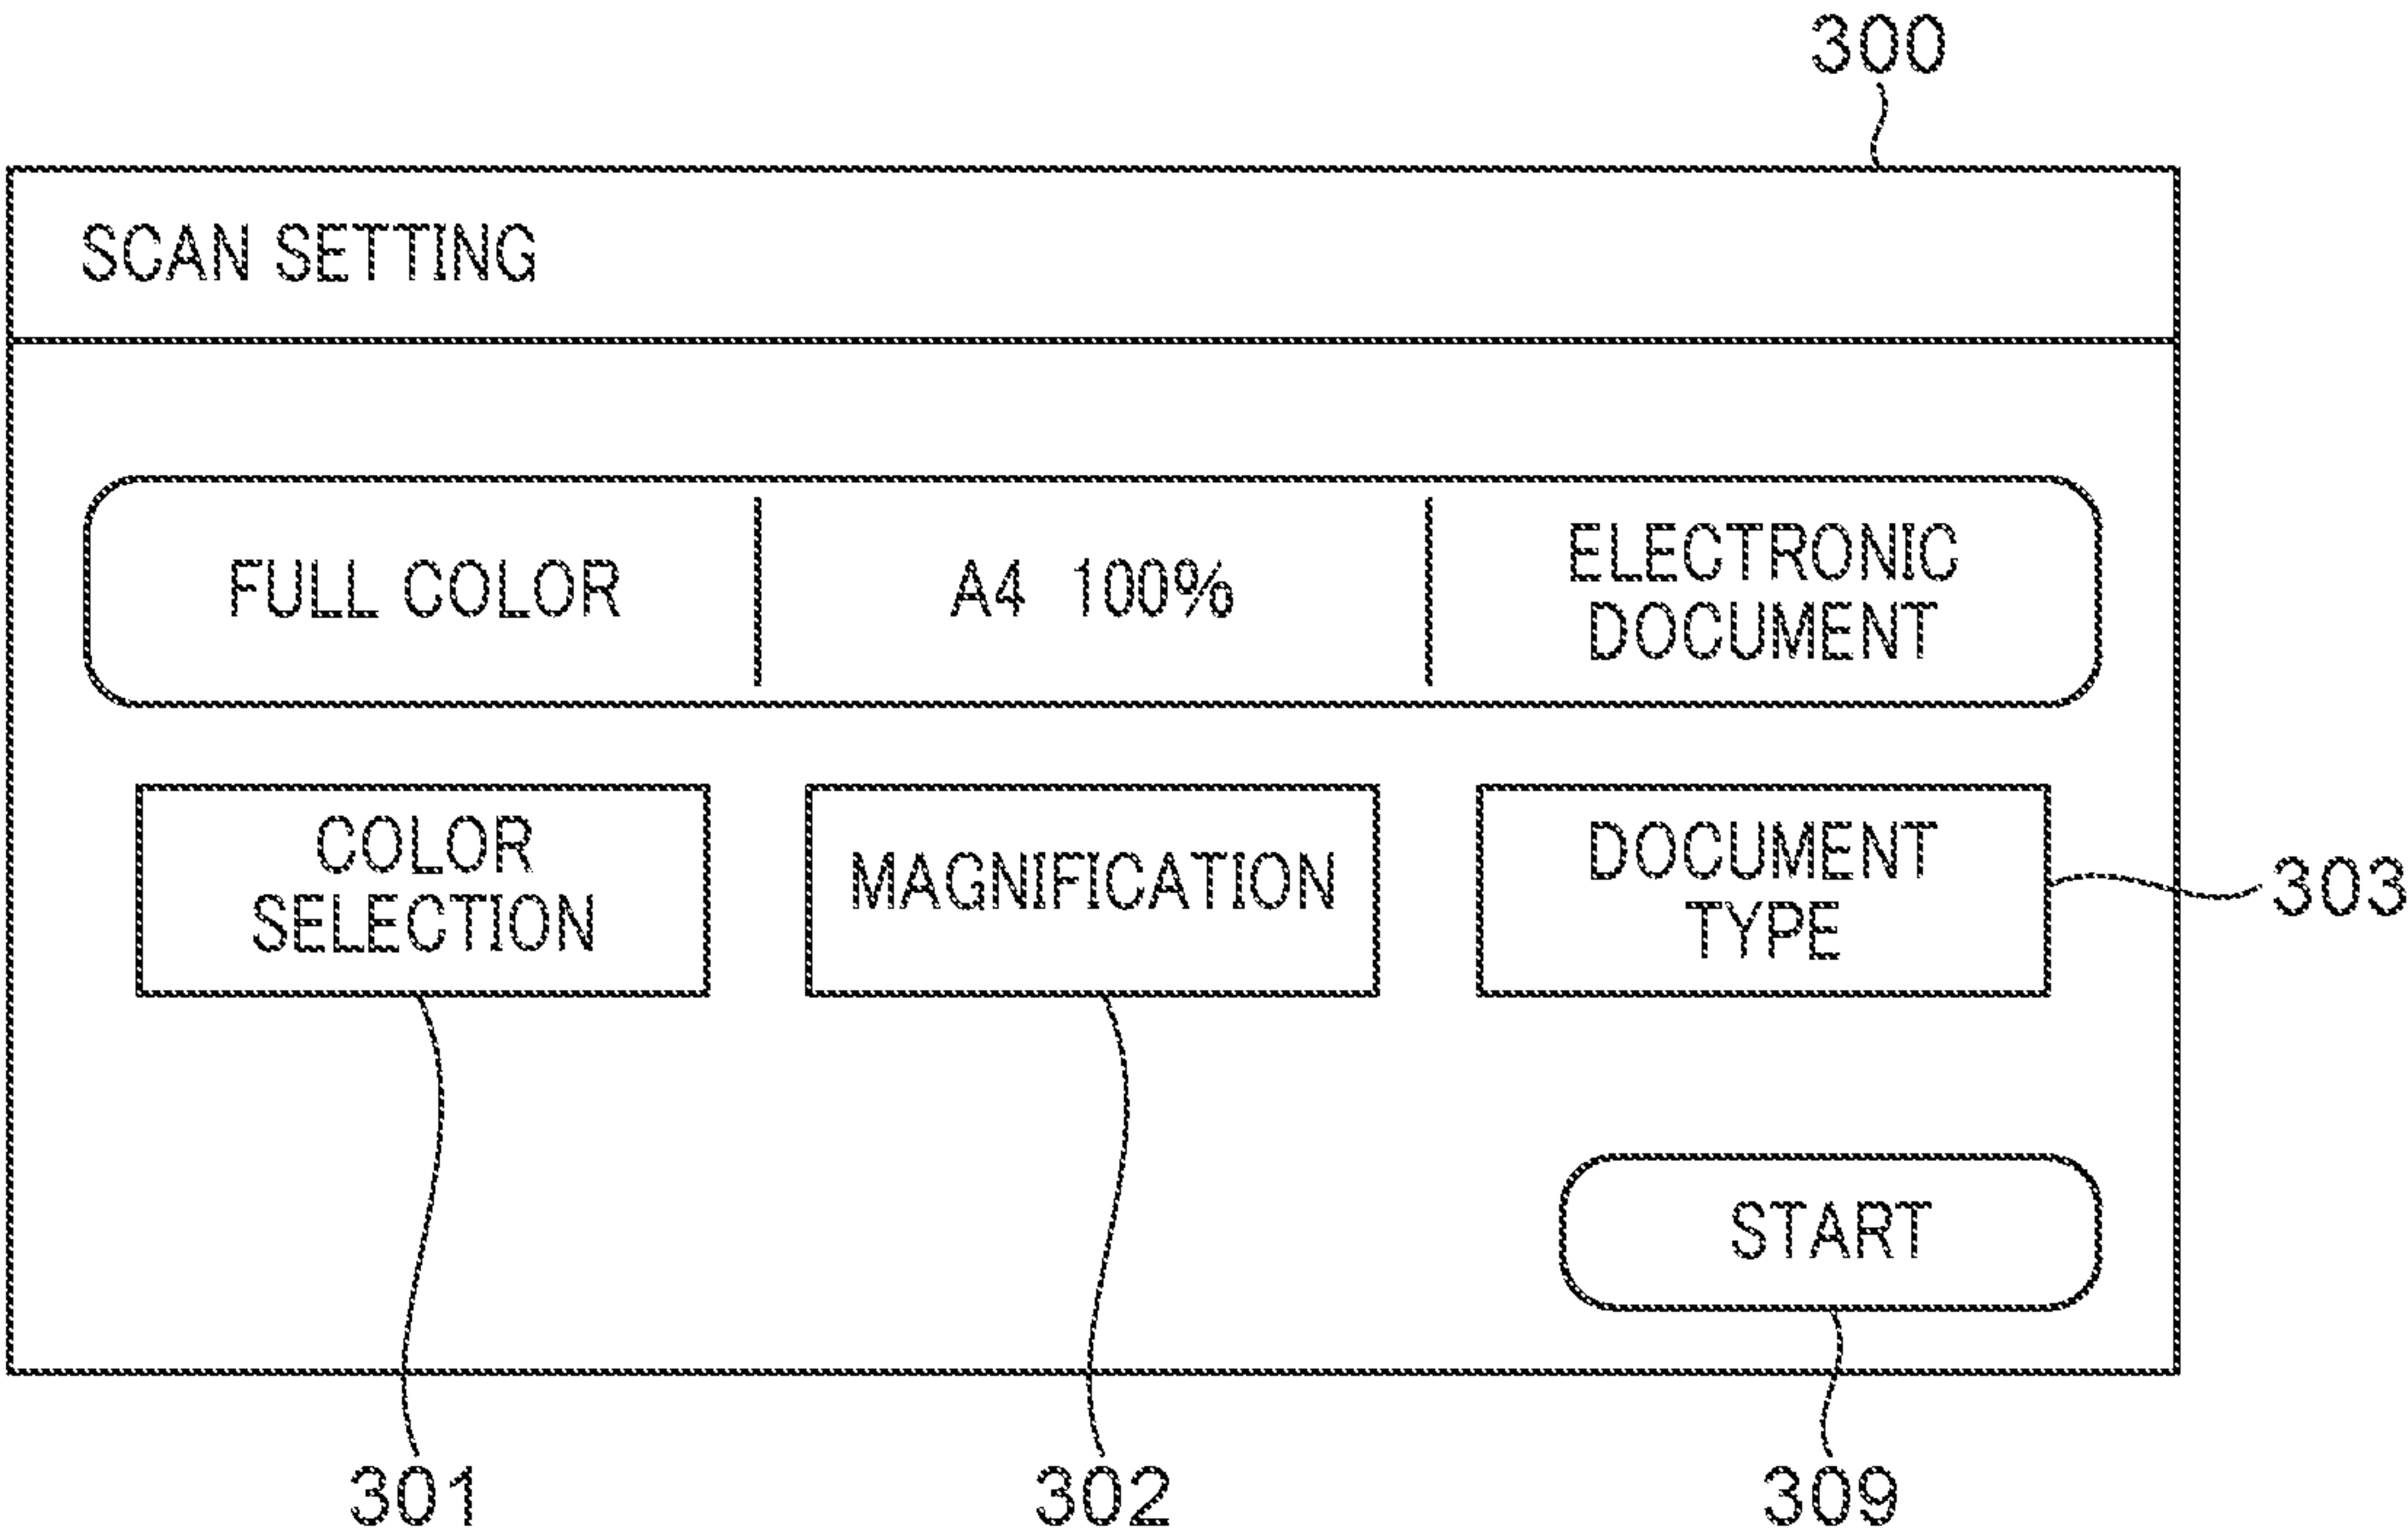 300
SCAN SETTING
FULL COLOR
A4 100%
ELECTRONIC
DOCUMENT
COLOR
SELECTION
MAGNIFICATION
DOCUMENT
TYPE
303
START
301
302
309